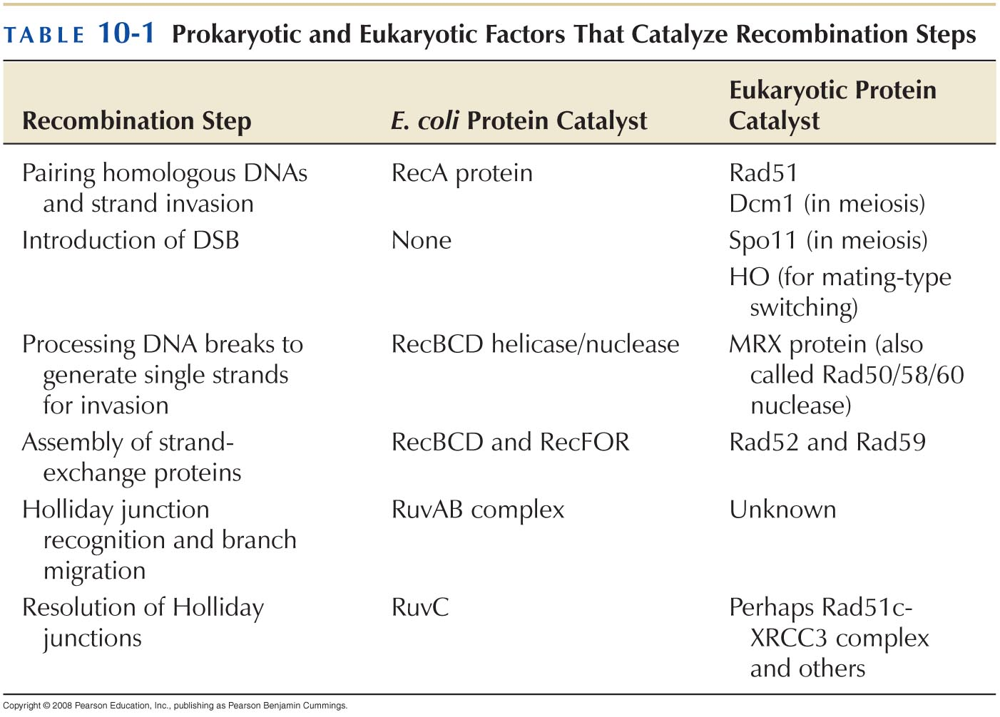 TABLE 10-1 Prokaryotic and Eukaryotic Factors That Catalyze Recombination Steps
Recombination Step
E. coli Protein Catalyst
Eukaryotic Protein
Catalyst
Pairing homologous DNAs
and strand invasion
RecA protein
Rad51
Dcm1 (in meiosis)
Introduction of DSB
None
Spo11 (in meiosis)
HO (for mating-type
switching)
Processing DNA breaks to
generate single strands
for invasion
RecBCD helicase/nuclease
MRX protein (also
called Rad50/58/60
nuclease)
Assembly of strand-
exchange proteins
RecBCD and RecFOR
Rad52 and Rad59
Holliday junction
recognition and branch
migration
RuvAB complex
Unknown
Resolution of Holliday
junctions
RuvC
Perhaps Rad51c-
XRCC3 complex
and others
Copyright © 2008 Pearson Education, Inc., publishing as Pearson Benjamin Cummings.